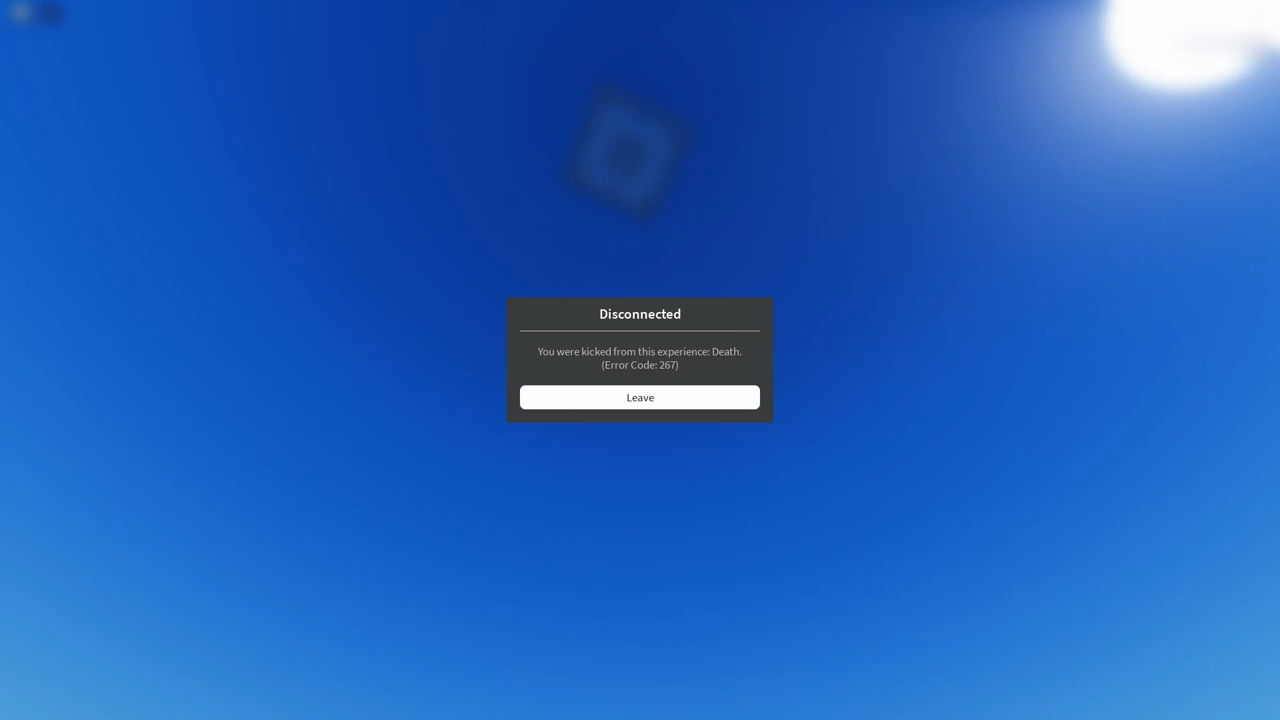 Disconnected
You were kicked from this experience: Death.
(Error Code: 267)
Leave